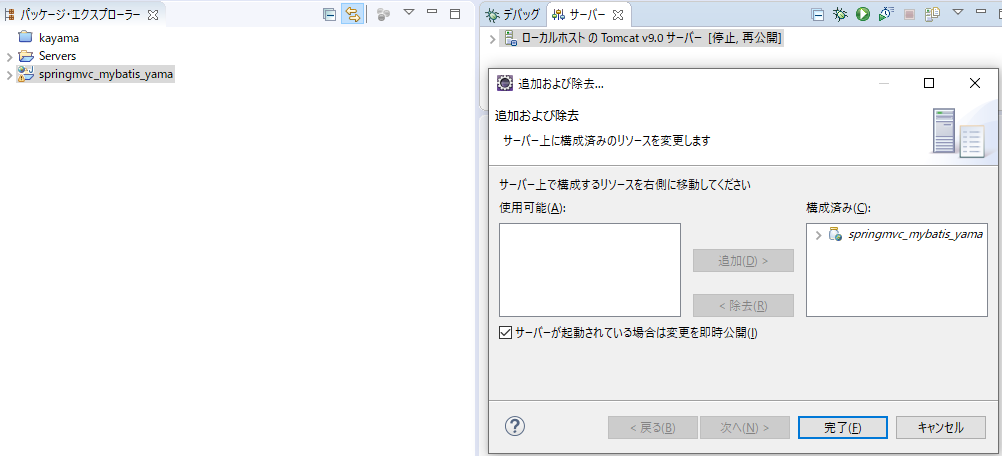 パッケージ・エクスプローラー
kayama
Servers
springmvc_mybatis_yama
デバッグ サーバー
ローカルホスト の Tomcat v9.0 サーバー [停止, 再公開]
追加および除去...
追加および除去
サーバー上に構成済みのリソースを変更します
サーバー上で構成するリソースを右側に移動してください
使用可能(A):
構成済み(C):
springmvc_mybatis_yama
追加(D) >
< 除去(R)
サーバーが起動されている場合は変更を即時公開(I)
?
< 戻る(B) 次へ(N) > 完了(F) キャンセル